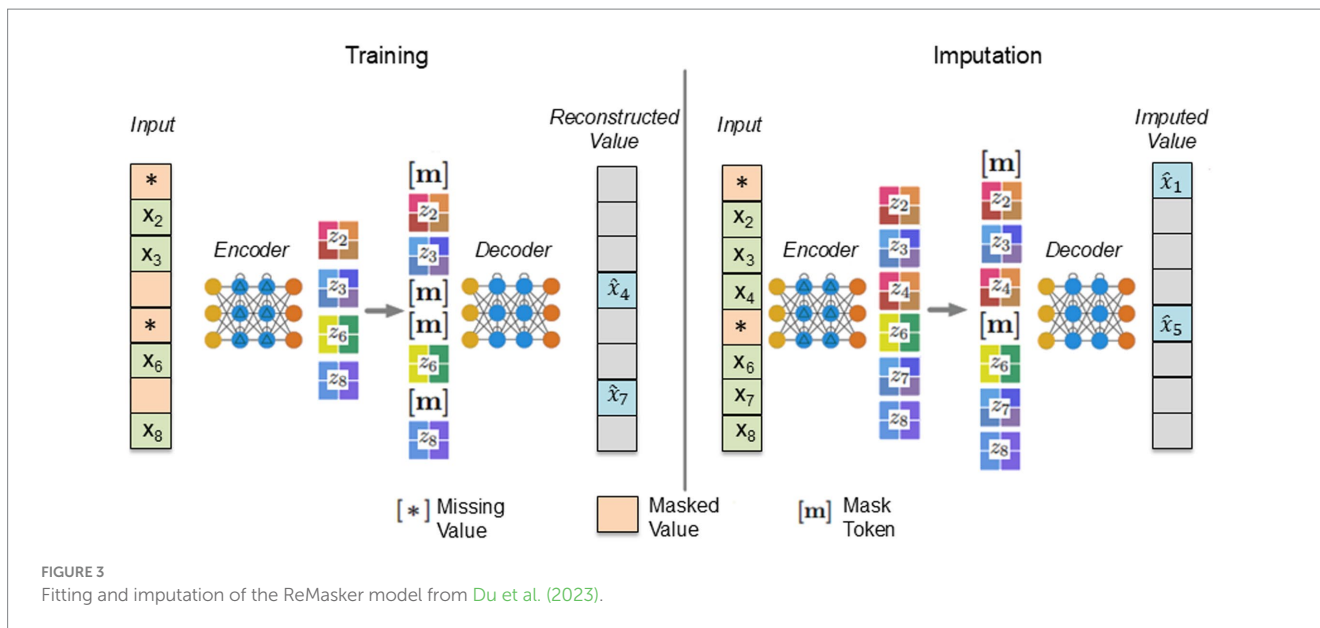 Training
Input
*
X2
X3
*
X6
X8
Encoder
z2
z3
z6
z8
[m]
z2
z3
[m]
[m]
z6
[m]
z8
Decoder
Reconstructed
Value
x̂4
x̂7
Imputation
Input
*
X2
X3
X4
*
X6
X7
X8
Encoder
z2
z3
z4
z6
z7
z8
[m]
z2
z3
z4
[m]
z6
z7
z8
Decoder
Imputed
Value
x̂1
x̂5
[*] Missing
Value
Masked
Value
[m] Mask
Token
FIGURE 3
Fitting and imputation of the ReMasker model from Du et al. (2023).